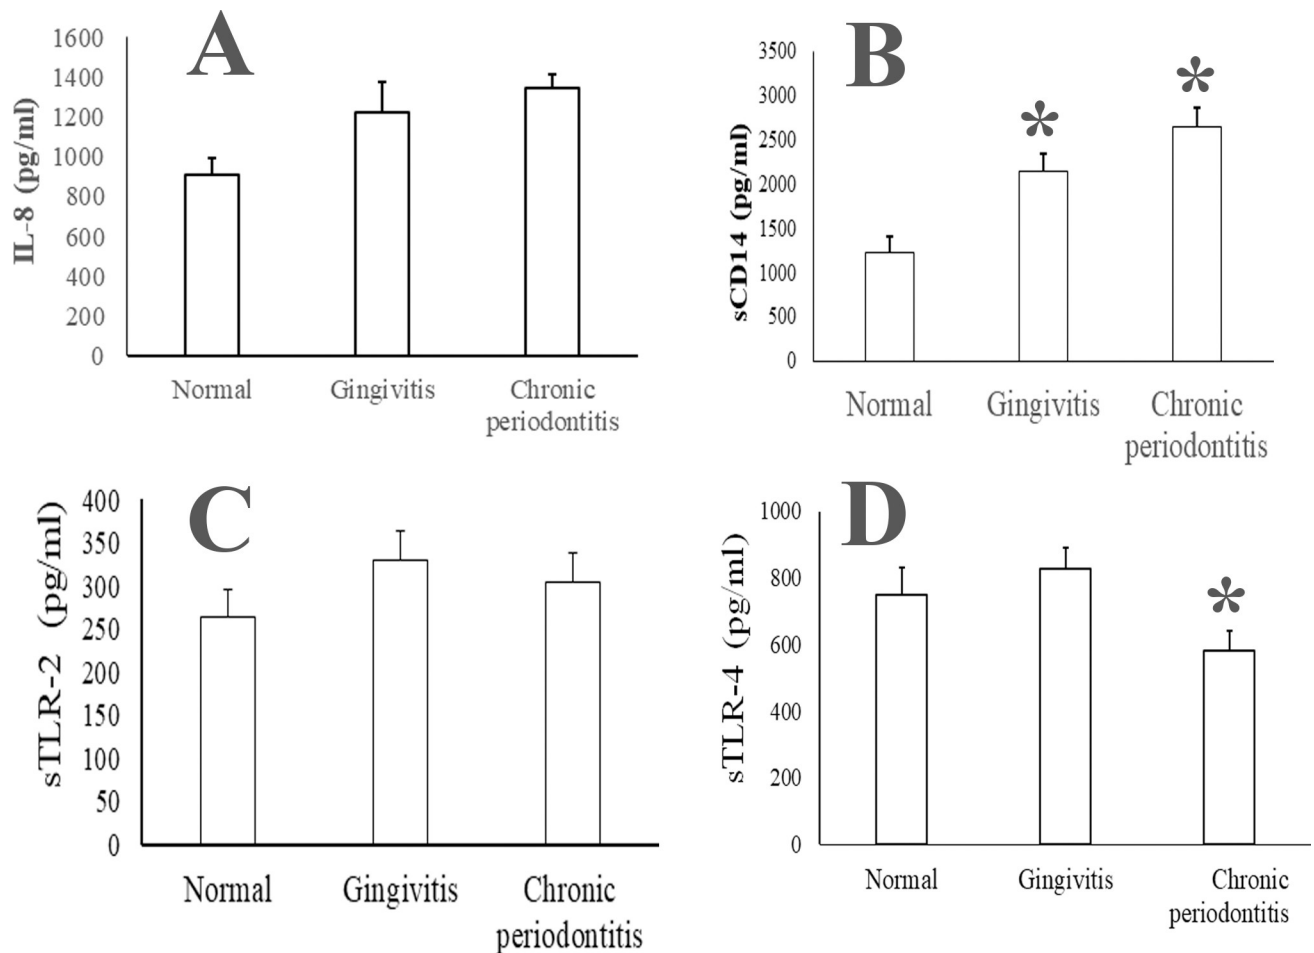 A
IL-8 (pg/ml)
1600
1400
1200
1000
800
600
400
200
0
Normal
Gingivitis
Chronic
periodontitis
B
*
*
sCD14 (pg/ml)
3500
3000
2500
2000
1500
1000
500
0
Normal
Gingivitis
Chronic
periodontitis
C
sTLR-2 (pg/ml)
400
350
300
250
200
150
100
50
0
Normal
Gingivitis
Chronic
periodontitis
D
*
sTLR-4 (pg/ml)
1000
800
600
400
200
0
Normal
Gingivitis
Chronic
periodontitis